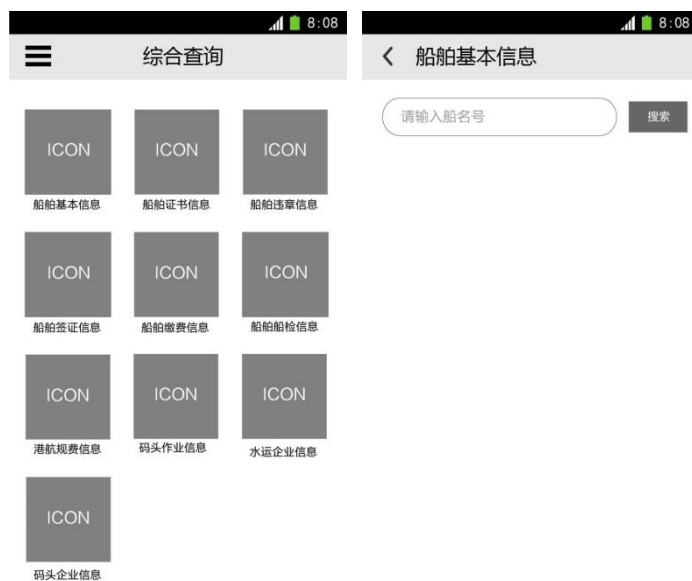 8:08
综合查询
ICON ICON ICON
船舶基本信息 船舶证书信息 船舶违章信息
ICON ICON ICON
船舶签证信息 船舶缴费信息 船舶船检信息
ICON ICON ICON
港航规费信息 码头作业信息 水运企业信息
ICON
码头企业信息
8:08
船舶基本信息
请输入船名号 搜索